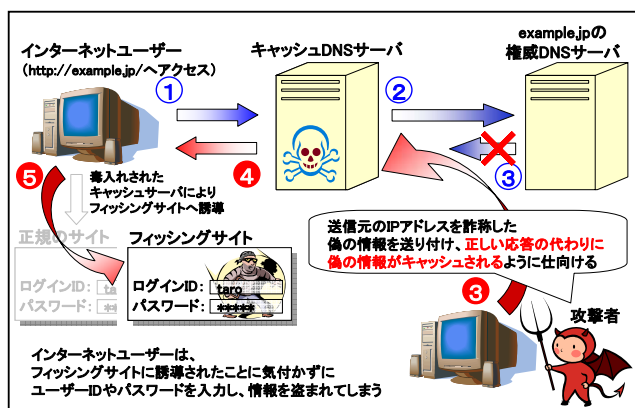 インターネットユーザー
(http://example.jp/へアクセス)
キャッシュDNSサーバ
example.jpの
権威DNSサーバ
①
②
③
❹
❺
毒入れされた
キャッシュサーバにより
フィッシングサイトへ誘導
送信元のIPアドレスを詐称した
偽の情報を送り付け、正しい応答の代わりに
偽の情報がキャッシュされるように仕向ける
正規のサイト
ログインID: ta
パスワード: **
フィッシングサイト
ログインID: taro
パスワード: *****
❸
攻撃者
インターネットユーザーは、
フィッシングサイトに誘導されたことに気付かずに
ユーザーIDやパスワードを入力し、情報を盗まれてしまう